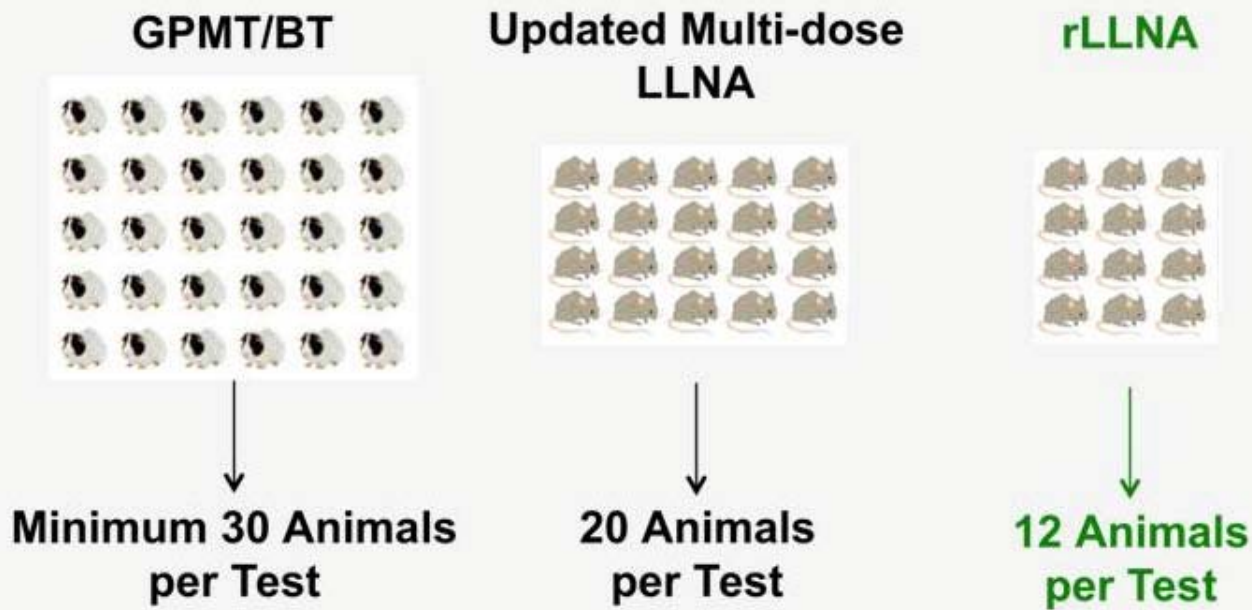 GPMT/BT
Updated Multi-dose
LLNA
rLLNA
Minimum 30 Animals
per Test
20 Animals
per Test
12 Animals
per Test